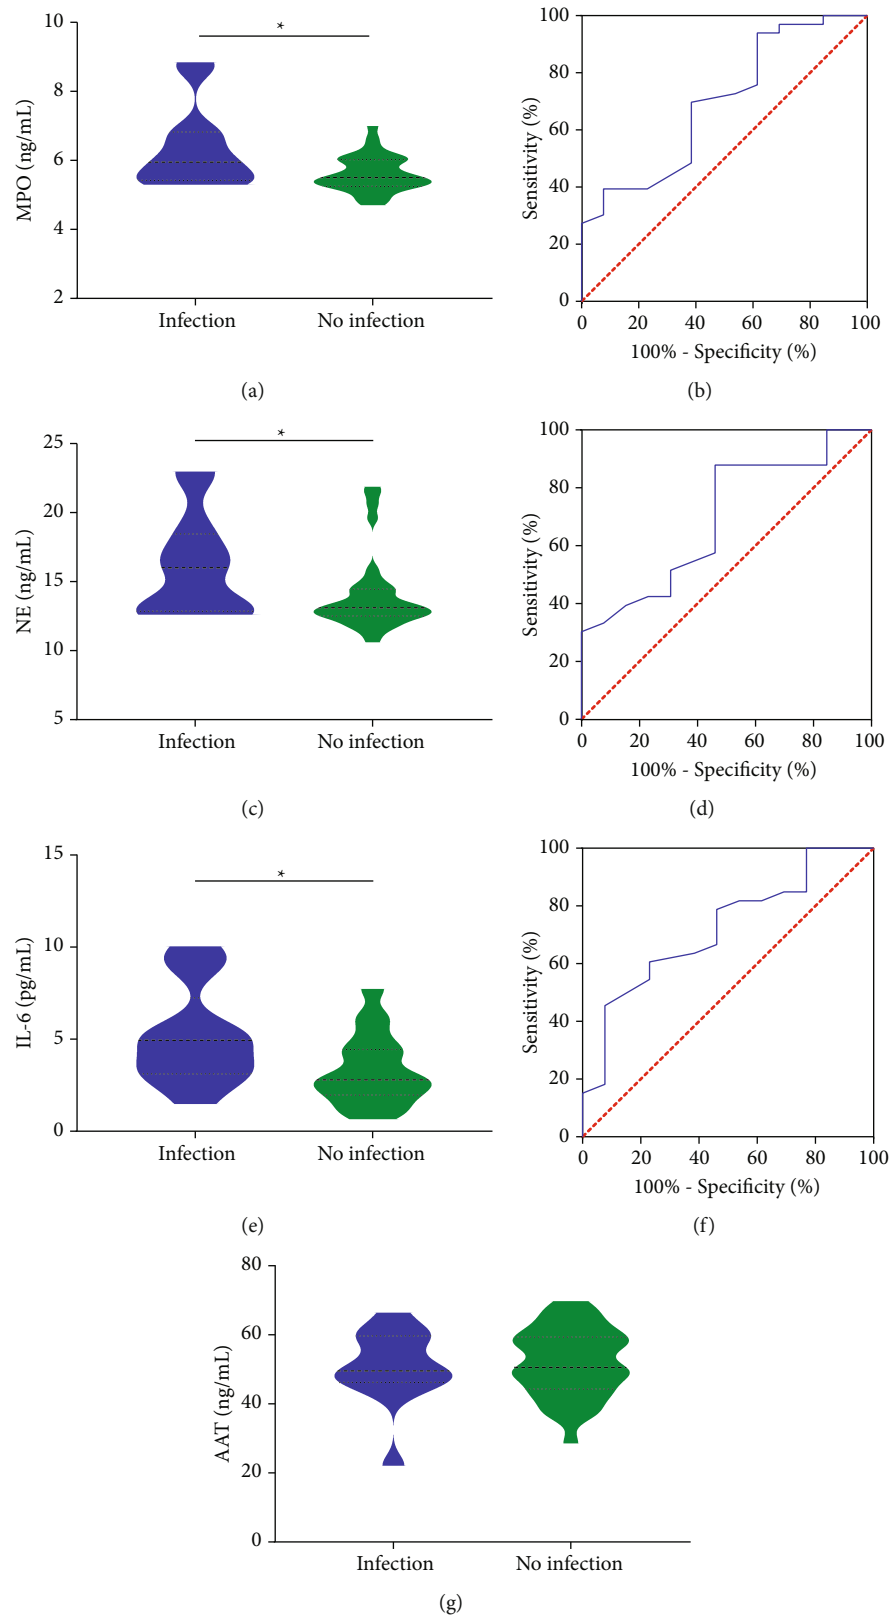 10
8
6
4
2
MPO (ng/mL)
*
Infection
No infection
(a)
100
80
60
40
20
0
Sensitivity (%)
0
20
40
60
80
100
100% - Specificity (%)
(b)
25
20
15
10
5
NE (ng/mL)
*
Infection
No infection
(c)
100
80
60
40
20
0
Sensitivity (%)
0
20
40
60
80
100
100% - Specificity (%)
(d)
15
10
5
0
IL-6 (pg/mL)
*
Infection
No infection
(e)
100
80
60
40
20
0
Sensitivity (%)
0
20
40
60
80
100
100% - Specificity (%)
(f)
80
60
40
20
0
AAT (ng/mL)
Infection
No infection
(g)